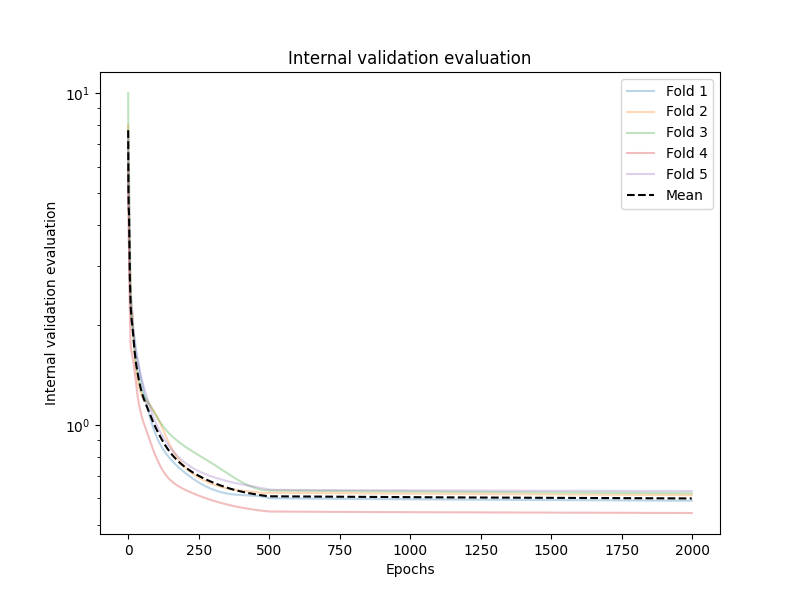 Internal validation evaluation
Internal validation evaluation
10¹
10⁰
Fold 1
Fold 2
Fold 3
Fold 4
Fold 5
Mean
0 250 500 750 1000 1250 1500 1750 2000
Epochs